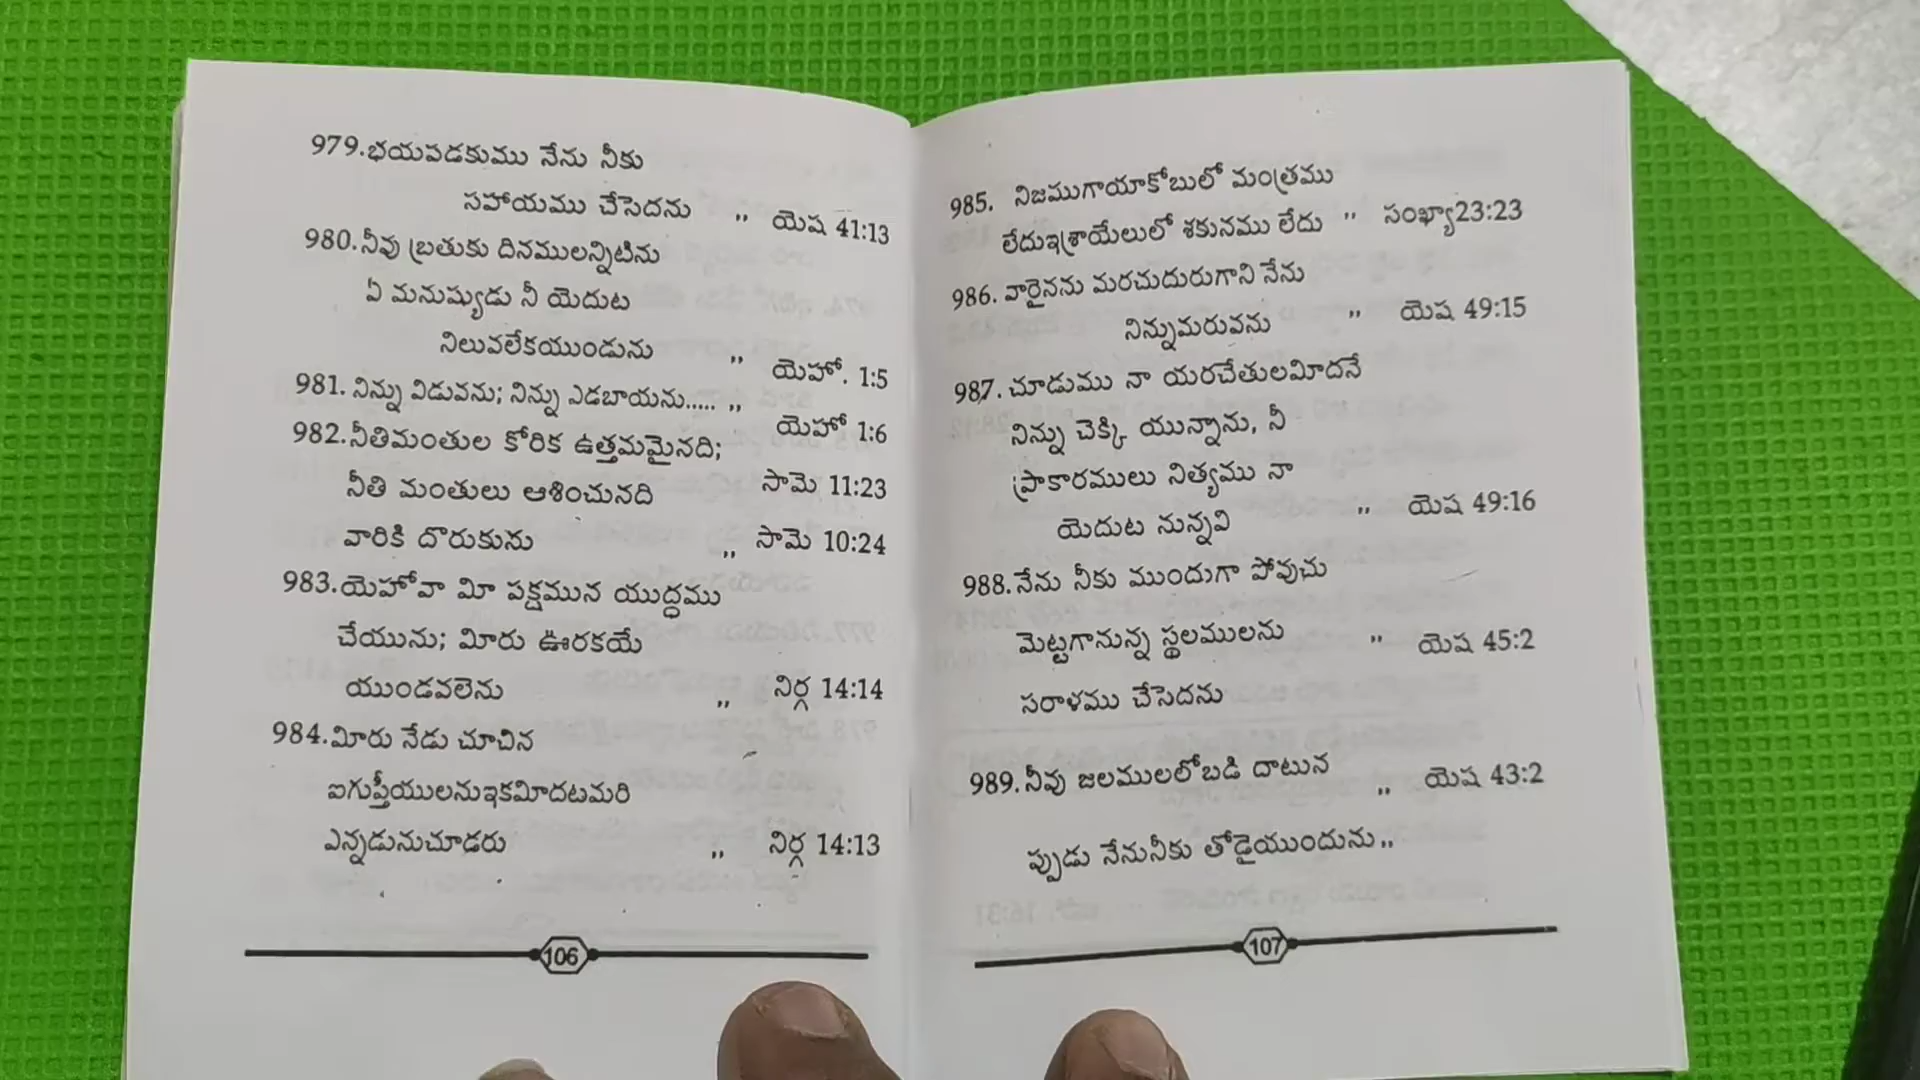 979.భయపడకుము నేను నీకు
సహాయము చేసెదను ,, యెష 41:13
980.నీవు బ్రతుకు దినములన్నిటిను
ఏ మనుష్యుడు నీ యెదుట
నిలువలేకయుండును ,, యెహో. 1:5
981. నిన్ను విడువను; నిన్ను ఎడబాయను..... ,, యెహో 1:6
982.నీతిమంతుల కోరిక ఉత్తమమైనది;
నీతి మంతులు ఆశించునది సామె 11:23
వారికి దొరుకును ,, సామె 10:24
983.యెహోవా మీ పక్షమున యుద్ధము
చేయును; మీరు ఊరకయే
యుండవలెను ,, నిర్గ 14:14
984.మీరు నేడు చూచిన
ఐగుప్తీయులనుఇకమీదటమరి
ఎన్నడునుచూడరు ,, నిర్గ 14:13
106
985. నిజముగాయాకోబులో మంత్రము
లేదుఇశ్రాయేలులో శకునము లేదు ,, సంఖ్యా23:23
986. వారైనను మరచుదురుగాని నేను
నిన్నుమరువను ,, యెష 49:15
987. చూడుము నా యరచేతులమీదనే
నిన్ను చెక్కి యున్నాను, నీ
ప్రాకారములు నిత్యము నా
యెదుట నున్నవి ,, యెష 49:16
988.నేను నీకు ముందుగా పోవుచు
మెట్టగానున్న స్థలములను ,, యెష 45:2
సరాళము చేసెదను
989.నీవు జలములలోబడి దాటున ,, యెష 43:2
ప్పుడు నేనునీకు తోడైయుందును,,
107